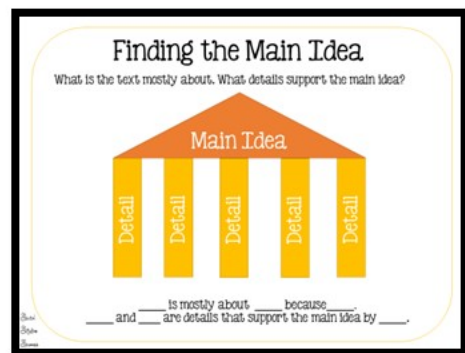 Finding the Main Idea
What is the text mostly about. What details support the main idea?
Main Idea
Detail
Detail
Detail
Detail
Detail
____ is mostly about ____ because____.
____ and ___ are details that support the main idea by ____.